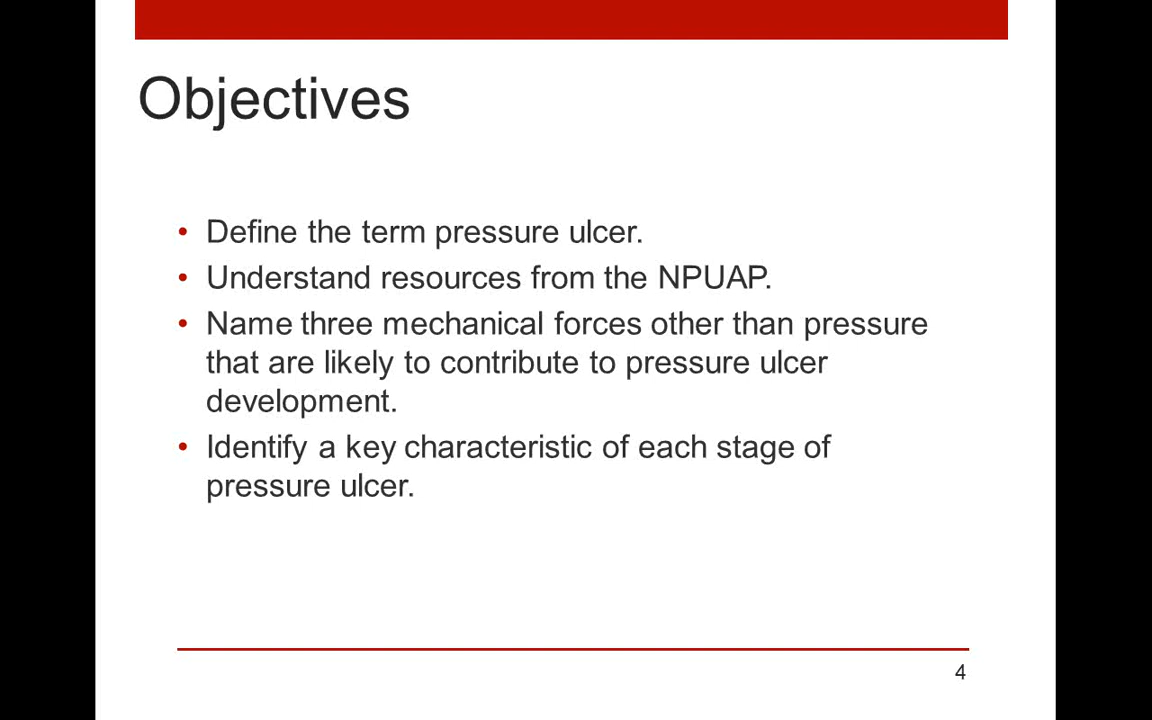 Objectives
• Define the term pressure ulcer.
• Understand resources from the NPUAP.
• Name three mechanical forces other than pressure
that are likely to contribute to pressure ulcer
development.
• Identify a key characteristic of each stage of
pressure ulcer.
4